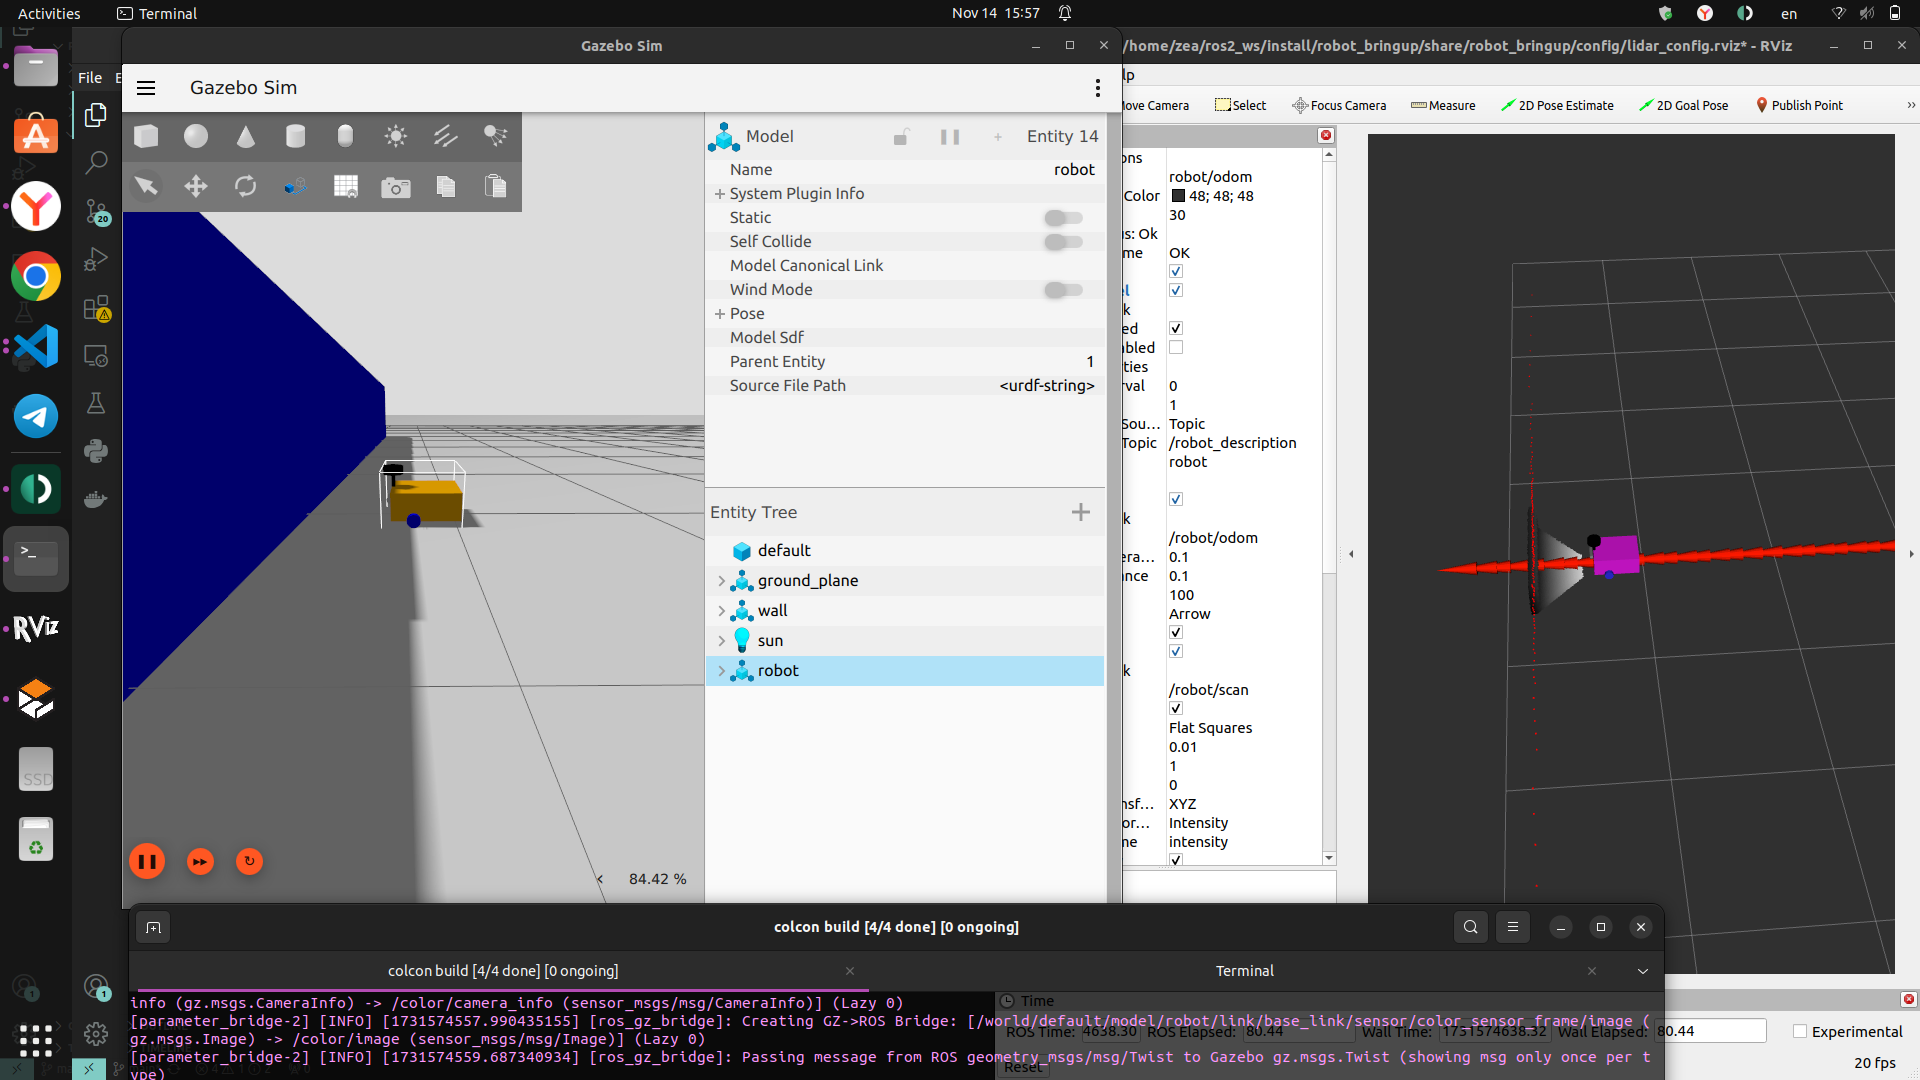 Activities
Terminal
Nov 14 15:57
en
Gazebo Sim
/home/zea/ros2_ws/install/robot_bringup/share/robot_bringup/config/lidar_config.rviz* - RViz
File
Gazebo Sim
lp
Move Camera
Select
Focus Camera
Measure
2D Pose Estimate
2D Goal Pose
Publish Point
Model
Entity 14
Name
robot
System Plugin Info
Static
Self Collide
Model Canonical Link
Wind Mode
Pose
Model Sdf
Parent Entity
1
Source File Path
<urdf-string>
Entity Tree
default
ground_plane
wall
sun
robot
84.42 %
ons
robot/odom
Color
48; 48; 48
30
us: Ok
me
OK
el
k
ed
abled
ties
rval
0
1
Sou...
Topic
Topic
/robot_description
robot
k
/robot/odom
era...
0.1
nce
0.1
100
Arrow
k
/robot/scan
Flat Squares
0.01
1
0
nsf...
XYZ
or...
Intensity
me
intensity
20
RViz
SSD
1
colcon build [4/4 done] [0 ongoing]
colcon build [4/4 done] [0 ongoing]
Terminal
info (gz.msgs.CameraInfo) -> /color/camera_info (sensor_msgs/msg/CameraInfo)] (Lazy 0)
[parameter_bridge-2] [INFO] [1731574557.990435155] [ros_gz_bridge]: Creating GZ->ROS Bridge: [/world/default/model/robot/link/base_link/sensor/color_sensor_frame/image (
gz.msgs.Image) -> /color/image (sensor_msgs/msg/Image)] (Lazy 0)
[parameter_bridge-2] [INFO] [1731574559.687340934] [ros_gz_bridge]: Passing message from ROS geometry_msgs/msg/Twist to Gazebo gz.msgs.Twist (showing msg only once per t
ype)
Time
ROS Time:
4638.30
ROS Elapsed:
80.44
Wall Time:
1731574638.32
Wall Elapsed:
80.44
Experimental
Reset
20 fps